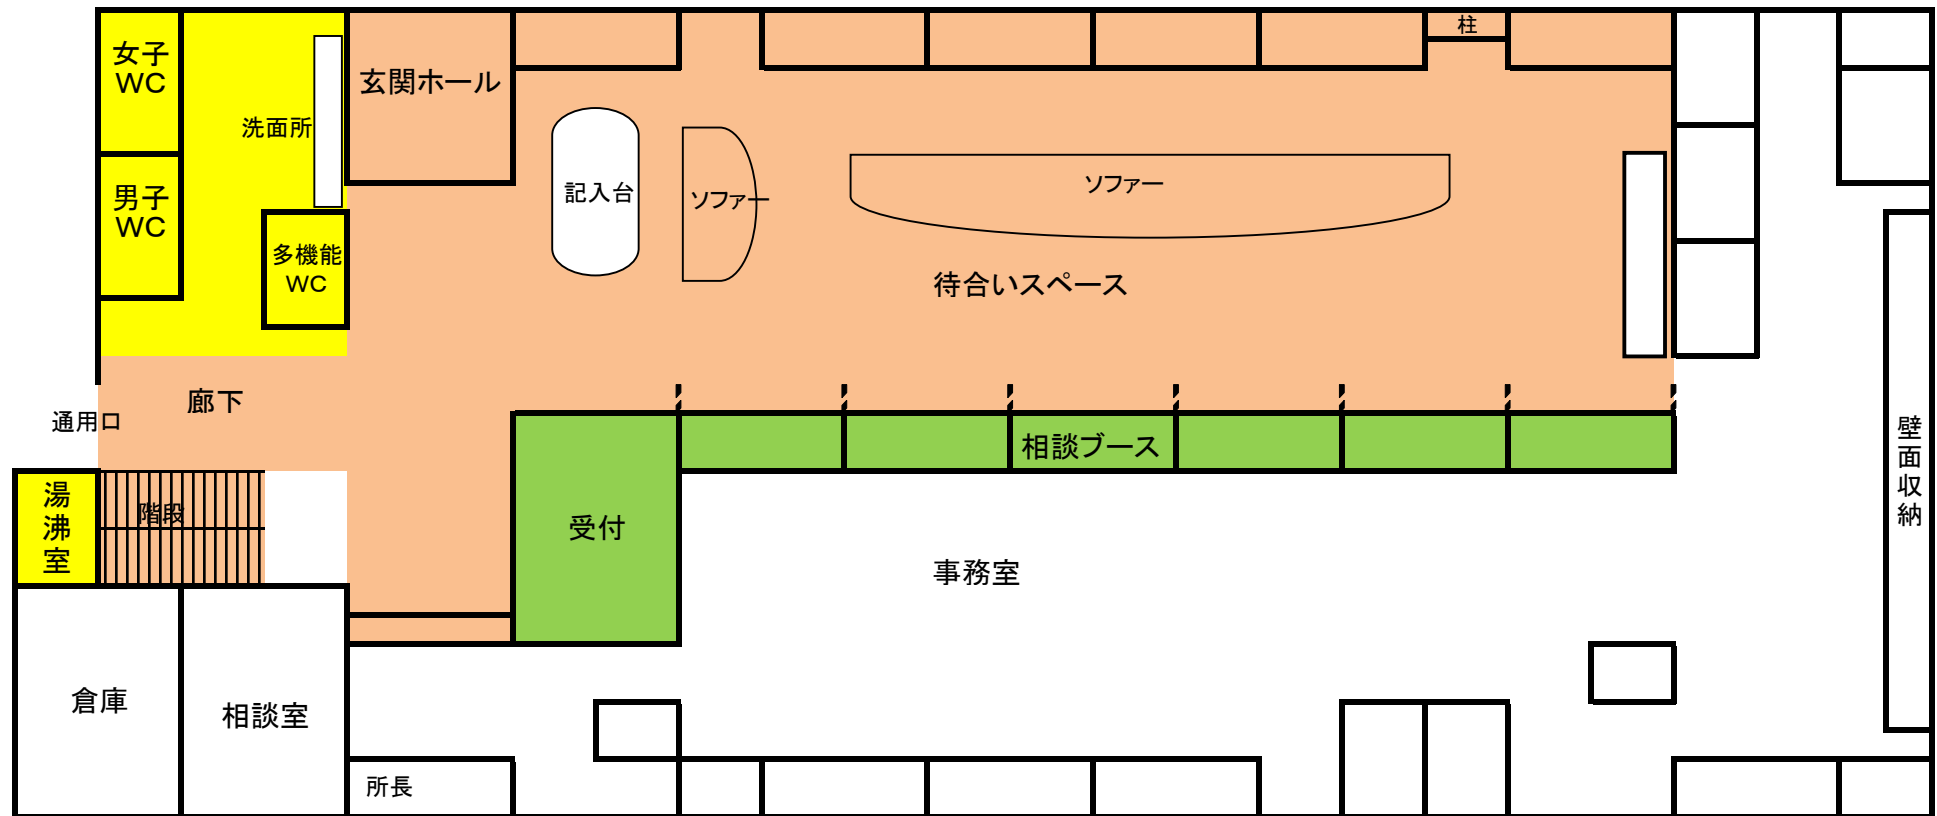 柱
女子
WC
玄関ホール
洗面所
ソファー
記入台
ソファー
男子
WC
多機能
WC
待合いスペース
廊下
通用口
相談ブース
壁面収納
湯沸室
階段
受付
事務室
倉庫
相談室
所長